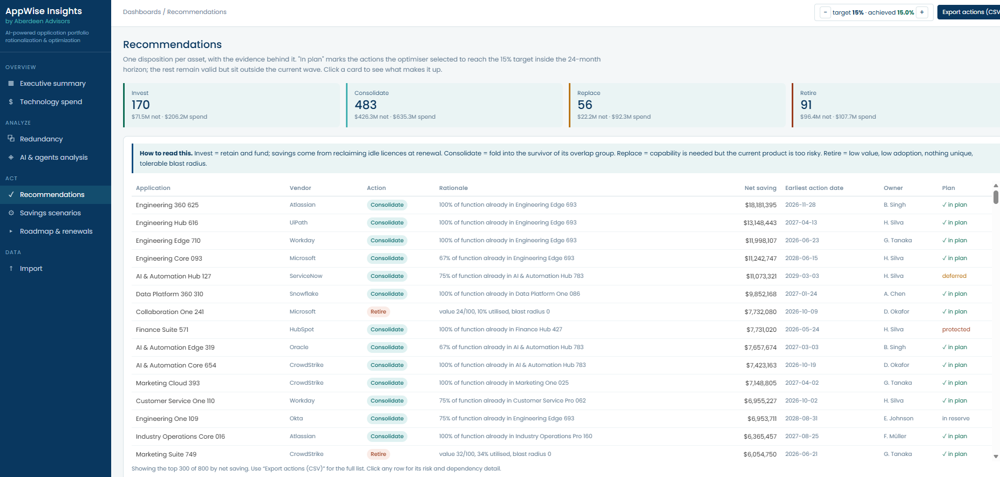 AppWise Insights
by Aberdeen Advisors
AI-powered application portfolio
rationalization & optimization
OVERVIEW
Executive summary
$ Technology spend
ANALYZE
Redundancy
AI & agents analysis
ACT
✓ Recommendations
Savings scenarios
Roadmap & renewals
DATA
↑ Import
Dashboards / Recommendations
− target 15% · achieved 15.0% +
Export actions (CSV
Recommendations
One disposition per asset, with the evidence behind it. "In plan" marks the actions the optimiser selected to reach the 15% target inside the 24-month
horizon; the rest remain valid but sit outside the current wave. Click a card to see what makes it up.
Invest
170
$71.5M net · $206.2M spend
Consolidate
483
$426.3M net · $635.3M spend
Replace
56
$22.2M net · $92.3M spend
Retire
91
$96.4M net · $107.7M spend
How to read this. Invest = retain and fund; savings come from reclaiming idle licences at renewal. Consolidate = fold into the survivor of its overlap group. Replace = capability is needed but the current product is too risky. Retire = low value, low adoption, nothing unique,
tolerable blast radius.
Application Vendor Action Rationale Net saving Earliest action date Owner Plan
Engineering 360 625 Atlassian Consolidate 100% of function already in Engineering Edge 693 $18,181,395 2026-11-28 B. Singh ✓ in plan
Engineering Hub 616 UiPath Consolidate 100% of function already in Engineering Edge 693 $13,148,443 2027-04-13 H. Silva ✓ in plan
Engineering Edge 710 Workday Consolidate 100% of function already in Engineering Edge 693 $11,998,107 2026-06-23 G. Tanaka ✓ in plan
Engineering Core 093 Microsoft Consolidate 67% of function already in Engineering Edge 693 $11,242,747 2028-06-15 H. Silva ✓ in plan
AI & Automation Hub 127 ServiceNow Consolidate 75% of function already in AI & Automation Hub 783 $11,073,321 2029-03-03 H. Silva deferred
Data Platform 360 310 Snowflake Consolidate 100% of function already in Data Platform One 086 $9,852,168 2027-01-24 A. Chen ✓ in plan
Collaboration One 241 Microsoft Retire value 24/100, 10% utilised, blast radius 0 $7,732,080 2026-10-09 D. Okafor ✓ in plan
Finance Suite 571 HubSpot Consolidate 100% of function already in Finance Hub 427 $7,731,020 2026-05-24 H. Silva protected
AI & Automation Edge 319 Oracle Consolidate 67% of function already in AI & Automation Hub 783 $7,657,674 2027-03-03 B. Singh ✓ in plan
AI & Automation Core 654 CrowdStrike Consolidate 100% of function already in AI & Automation Hub 783 $7,423,163 2026-10-19 D. Okafor ✓ in plan
Marketing Cloud 393 CrowdStrike Consolidate 100% of function already in Marketing One 025 $7,148,805 2027-04-02 G. Tanaka ✓ in plan
Customer Service One 110 Workday Consolidate 75% of function already in Customer Service Pro 062 $6,955,227 2026-10-02 H. Silva ✓ in plan
Engineering One 109 Okta Consolidate 75% of function already in Engineering Edge 693 $6,953,711 2028-08-31 E. Johnson in reserve
Industry Operations Core 016 Atlassian Consolidate 100% of function already in Industry Operations Pro 160 $6,365,457 2027-08-25 F. Müller ✓ in plan
Marketing Suite 749 CrowdStrike Retire value 32/100, 34% utilised, blast radius 0 $6,054,750 2026-06-21 G. Tanaka ✓ in plan
Showing the top 300 of 800 by net saving. Use “Export actions (CSV)” for the full list. Click any row for its risk and dependency detail.